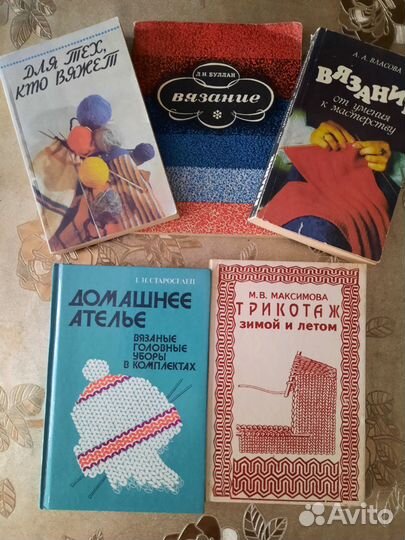 ДЛЯ ТЕХ,
КТО ВЯЖЕТ
Л. Н. БУЛЛАН
вязание
А. А. ВЛАСОВА
ВЯЗАНИ
ОТ УМЕНИЯ
К МАСТЕРСТВУ
СТАРОСЕЛЕЦ
ДОМАШНЕЕ
АТЕЛЬЕ
ВЯЗАНЫЕ
ГОЛОВНЫЕ
УБОРЫ
В КОМПЛЕКТАХ
М. В. МАКСИМОВА
ТРИКОТАЖ
ЗИМОЙ И ЛЕТОМ
Avito